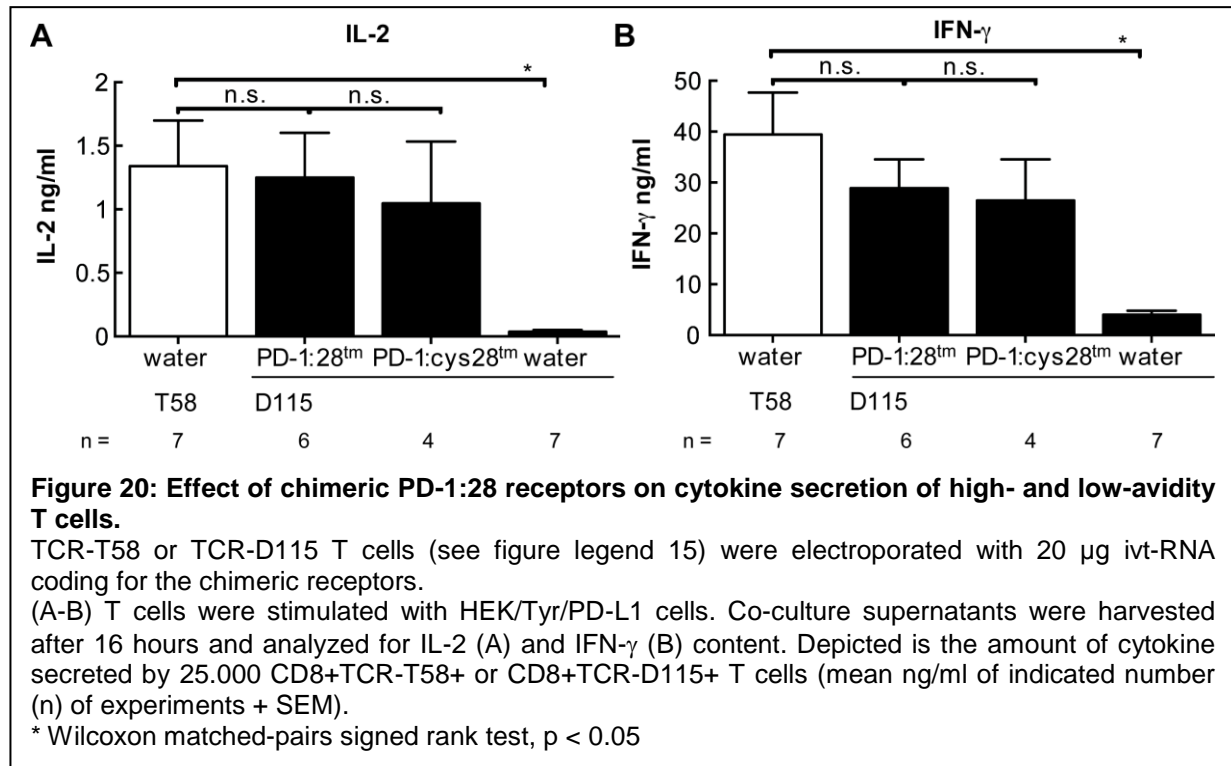 A
IL-2
*
n.s.
n.s.
2
1.5
1
0.5
0
IL-2 ng/ml
water
PD-1:28tm
PD-1:cys28tm
water
T58
D115
n = 7 6 4 7
B
IFN-γ
*
n.s.
n.s.
50
40
30
20
10
0
IFN-γ ng/ml
water
PD-1:28tm
PD-1:cys28tm
water
T58
D115
7 6 4 7
Figure 20: Effect of chimeric PD-1:28 receptors on cytokine secretion of high- and low-avidity
T cells.
TCR-T58 or TCR-D115 T cells (see figure legend 15) were electroporated with 20 µg ivt-RNA
coding for the chimeric receptors.
(A-B) T cells were stimulated with HEK/Tyr/PD-L1 cells. Co-culture supernatants were harvested
after 16 hours and analyzed for IL-2 (A) and IFN-γ (B) content. Depicted is the amount of cytokine
secreted by 25.000 CD8+TCR-T58+ or CD8+TCR-D115+ T cells (mean ng/ml of indicated number
(n) of experiments + SEM).
* Wilcoxon matched-pairs signed rank test, p < 0.05